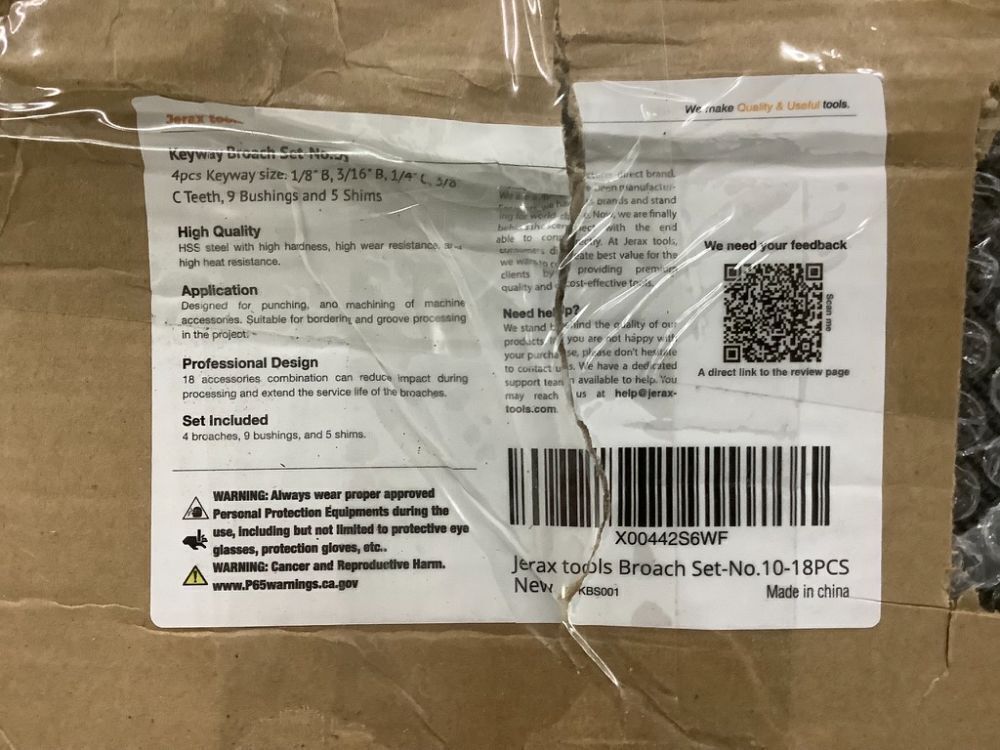 We make Quality & Useful tools.
Jerax
Keyway Broach Set-No.
4pcs Keyway size: 1/8" B, 3/16" B, 1/4" C, 3/8"
C Teeth, 9 Bushings and 5 Shims
High Quality
HSS steel with high hardness, high wear resistance,
high heat resistance.
Application
Designed for punching, and machining of machine
accessories. Suitable for bordering and groove processing
in the project.
Professional Design
18 accessories combination can reduce impact during
processing and extend the service life of the broaches.
Set Included
4 broaches, 9 bushings, and 5 shims.
WARNING: Always wear proper approved
Personal Protection Equipments during the
use, including but not limited to protective eye
glasses, protection gloves, etc..
WARNING: Cancer and Reproductive Harm.
www.P65warnings.ca.gov
direct brand.
been manufactur-
brands and stand
ing for world Now, we are finally
with the end
able to At Jerax tools,
best value for the
clients by providing premium
quality and cost-effective tools.
Need help?
We stand behind the quality of our
products. If you are not happy with
your purchase, please don't hesitate
to contact us. We have a dedicated
support team available to help. You
may reach us at help@jerax-
tools.com.
We need your feedback
Scan me
A direct link to the review page
X00442S6WF
Jerax tools Broach Set-No.10-18PCS
New
KBS001
Made in china